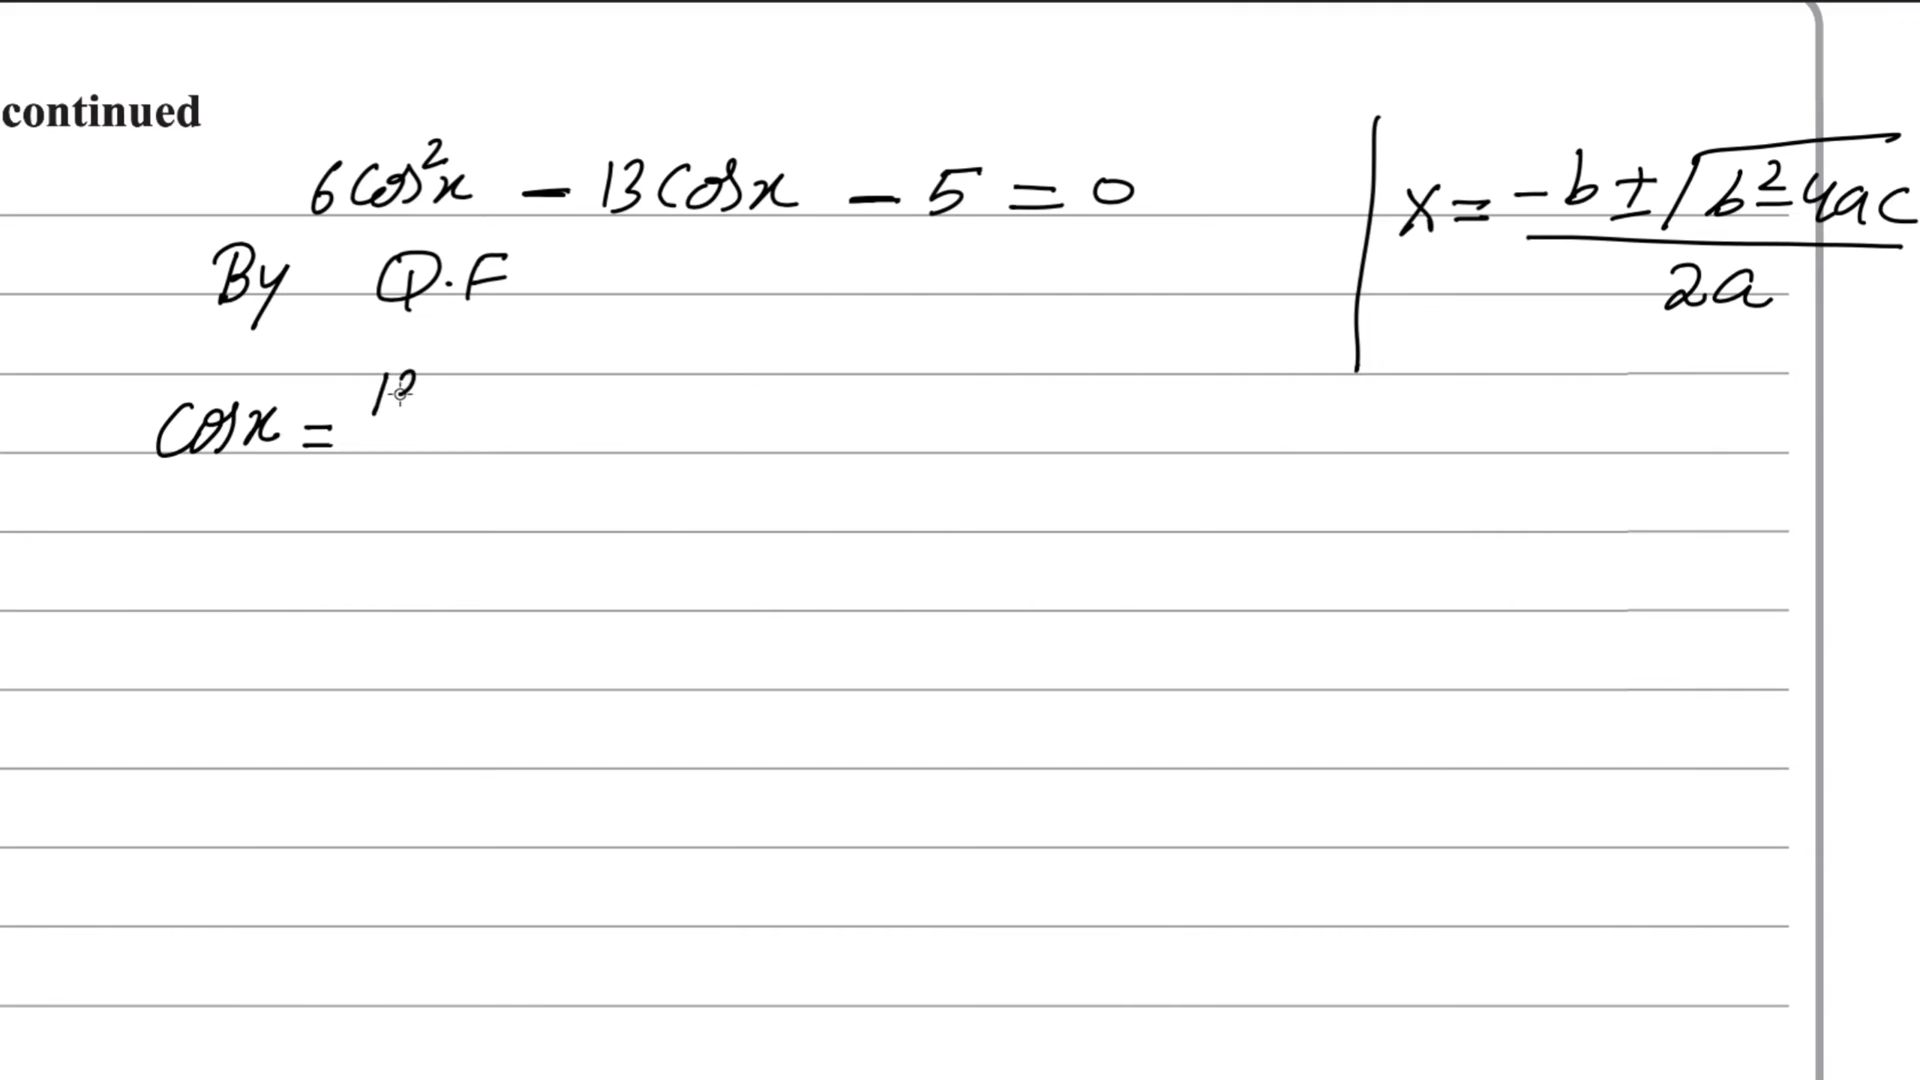 continued
6cos²x - 13cosx - 5 = 0
x = -b ± √b²-4ac
2a
By Q.F
cosx =